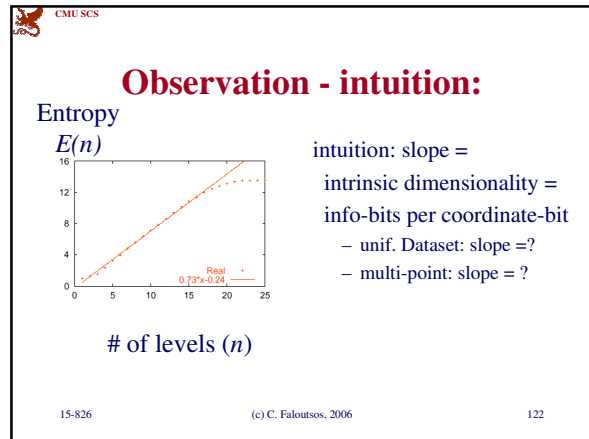 CMU SCS
Observation - intuition:
Entropy
E(n)
16
12
8
4
0
0 5 10 15 20 25
Real
0.73*x-0.24
# of levels (n)
intuition: slope =
intrinsic dimensionality =
info-bits per coordinate-bit
– unif. Dataset: slope =?
– multi-point: slope = ?
15-826 (c) C. Faloutsos, 2006 122